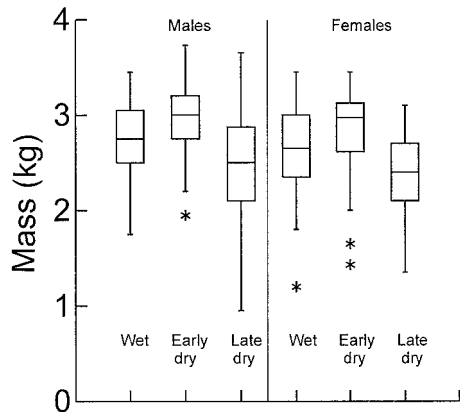 Males
Females
Mass (kg)
4
3
2
1
0
Wet
Early
dry
Late
dry
Wet
Early
dry
Late
dry